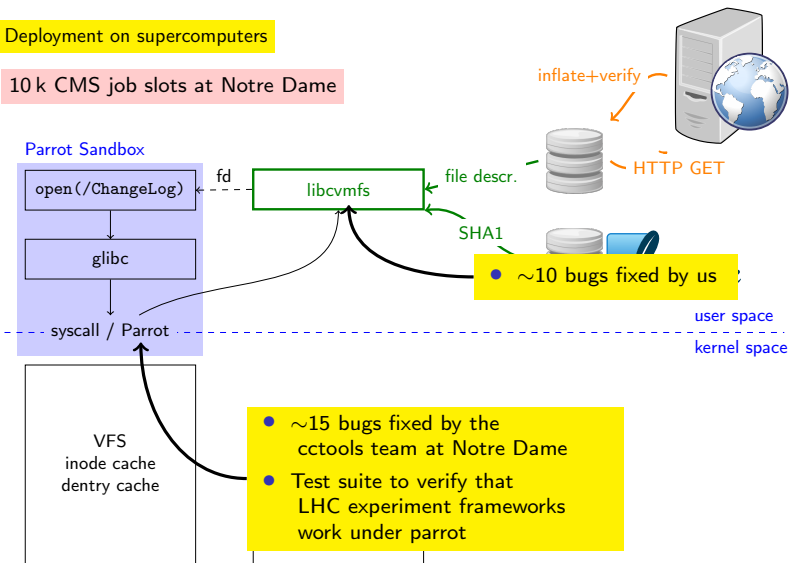 Deployment on supercomputers
10 k CMS job slots at Notre Dame
inflate+verify
HTTP GET
Parrot Sandbox
open(/ChangeLog)
fd
libcvmfs
file descr.
SHA1
glibc
• ~10 bugs fixed by us
syscall / Parrot
user space
kernel space
VFS
inode cache
dentry cache
• ~15 bugs fixed by the
cctools team at Notre Dame
• Test suite to verify that
LHC experiment frameworks
work under parrot